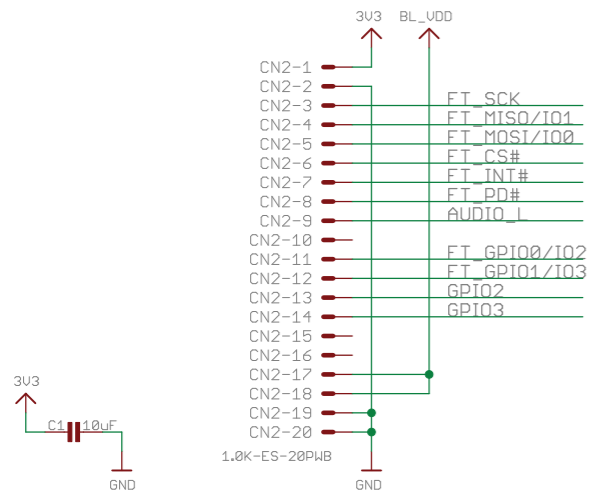 3V3 BL_VDD
CN2-1
CN2-2
CN2-3 FT_SCK
CN2-4 FT_MISO/IO1
CN2-5 FT_MOSI/IO0
CN2-6 FT_CS#
CN2-7 FT_INT#
CN2-8 FT_PD#
CN2-9 AUDIO_L
CN2-10
CN2-11 FT_GPIO0/IO2
CN2-12 FT_GPIO1/IO3
CN2-13 GPIO2
CN2-14 GPIO3
CN2-15
CN2-16
CN2-17
3V3
CN2-18
CN2-19
C1 10uF
CN2-20
1.0K-ES-20PWB
GND GND